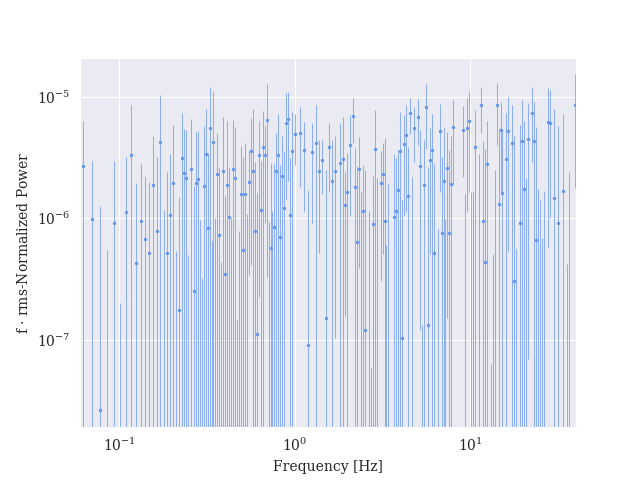 f · rms-Normalized Power
10⁻⁵
10⁻⁶
10⁻⁷
10⁻¹ 10⁰ 10¹
Frequency [Hz]